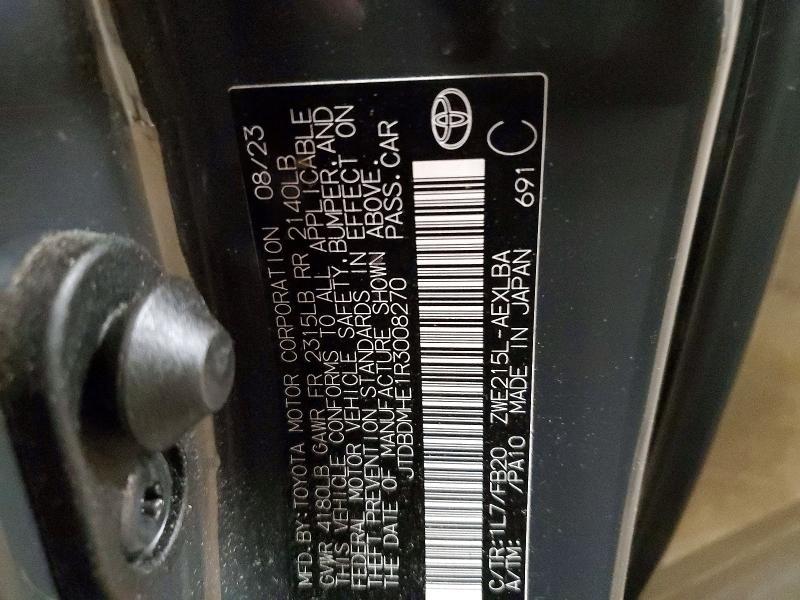 MFD. BY: TOYOTA MOTOR CORPORATION 08/23
GVWR 4180LB GAWR FR 2315LB RR 2140LB
THIS VEHICLE CONFORMS TO ALL APPLICABLE
FEDERAL MOTOR VEHICLE SAFETY, BUMPER, AND
THEFT PREVENTION STANDARDS IN EFFECT ON
THE DATE OF MANUFACTURE SHOWN ABOVE.
JTDBDMHE1R3008270 PASS. CAR
C/TR: 1L7/FB20 ZWE215L-AEXLBA
A/TM: /PA10 MADE IN JAPAN 691 C